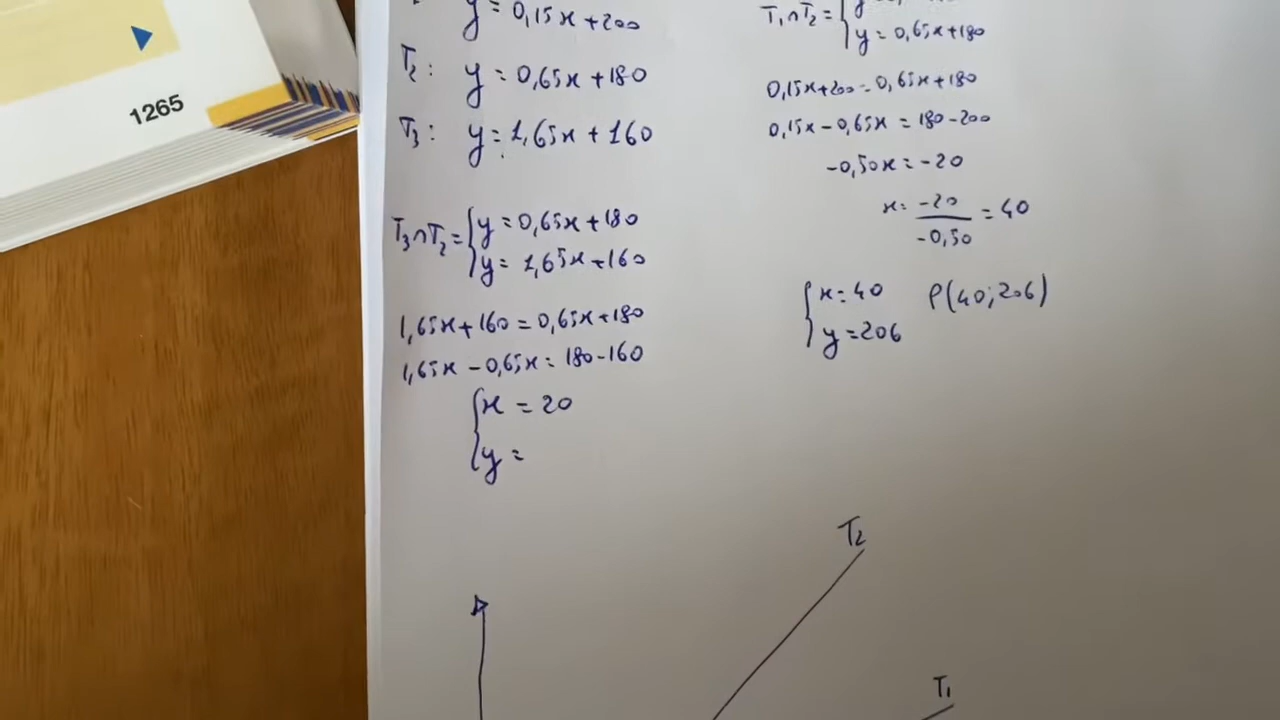 1265
y = 0,15x+200
T2: y = 0,65x+180
T3: y = 1,65x + 160
T3∩T2 = { y = 0,65x+180
y = 1,65x+160
1,65x+160 = 0,65x+180
1,65x - 0,65x = 180-160
{ x = 20
y =
T1∩T2 = {
y = 0,65x+180
0,15x+200 = 0,65x+180
0,15x - 0,65x = 180-200
-0,50x = -20
x = -20 / -0,50 = 40
{ x = 40 P(40;206)
y = 206
T2
T1